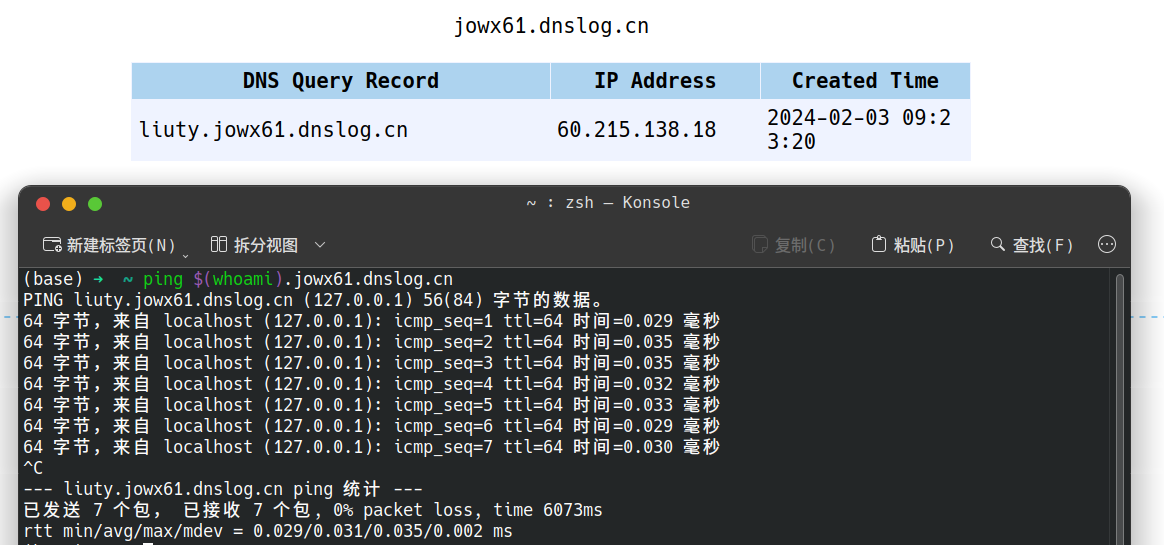 jowx61.dnslog.cn
DNS Query Record IP Address Created Time
liuty.jowx61.dnslog.cn 60.215.138.18 2024-02-03 09:2
3:20
~ : zsh — Konsole
新建标签页(N) 拆分视图 复制(C) 粘贴(P) 查找(F)
(base) → ~ ping $(whoami).jowx61.dnslog.cn
PING liuty.jowx61.dnslog.cn (127.0.0.1) 56(84) 字节的数据。
64 字节，来自 localhost (127.0.0.1): icmp_seq=1 ttl=64 时间=0.029 毫秒
64 字节，来自 localhost (127.0.0.1): icmp_seq=2 ttl=64 时间=0.035 毫秒
64 字节，来自 localhost (127.0.0.1): icmp_seq=3 ttl=64 时间=0.035 毫秒
64 字节，来自 localhost (127.0.0.1): icmp_seq=4 ttl=64 时间=0.032 毫秒
64 字节，来自 localhost (127.0.0.1): icmp_seq=5 ttl=64 时间=0.033 毫秒
64 字节，来自 localhost (127.0.0.1): icmp_seq=6 ttl=64 时间=0.029 毫秒
64 字节，来自 localhost (127.0.0.1): icmp_seq=7 ttl=64 时间=0.030 毫秒
^C
--- liuty.jowx61.dnslog.cn ping 统计 ---
已发送 7 个包， 已接收 7 个包, 0% packet loss, time 6073ms
rtt min/avg/max/mdev = 0.029/0.031/0.035/0.002 ms